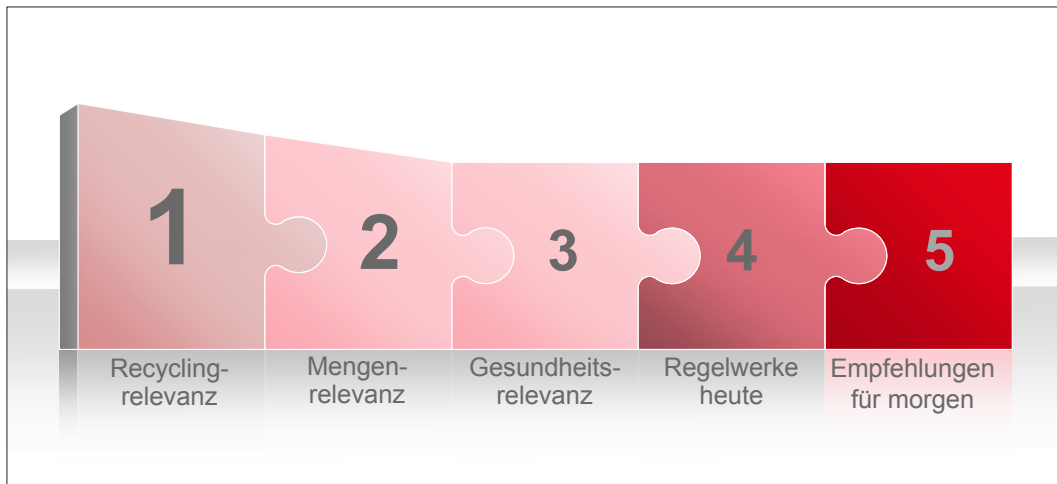 1
2
3
4
5
Recycling-
relevanz
Mengen-
relevanz
Gesundheits-
relevanz
Regelwerke
heute
Empfehlungen
für morgen